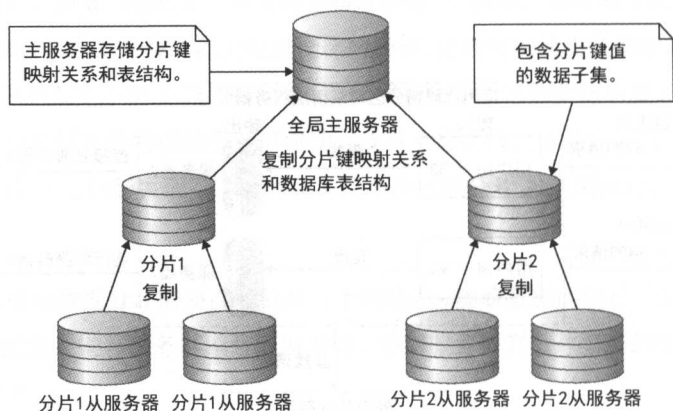 主服务器存储分片键
映射关系和表结构。
包含分片键值
的数据子集。
全局主服务器
复制分片键映射关系
和数据库表结构
分片1
复制
分片2
复制
分片1从服务器
分片1从服务器
分片2从服务器
分片2从服务器